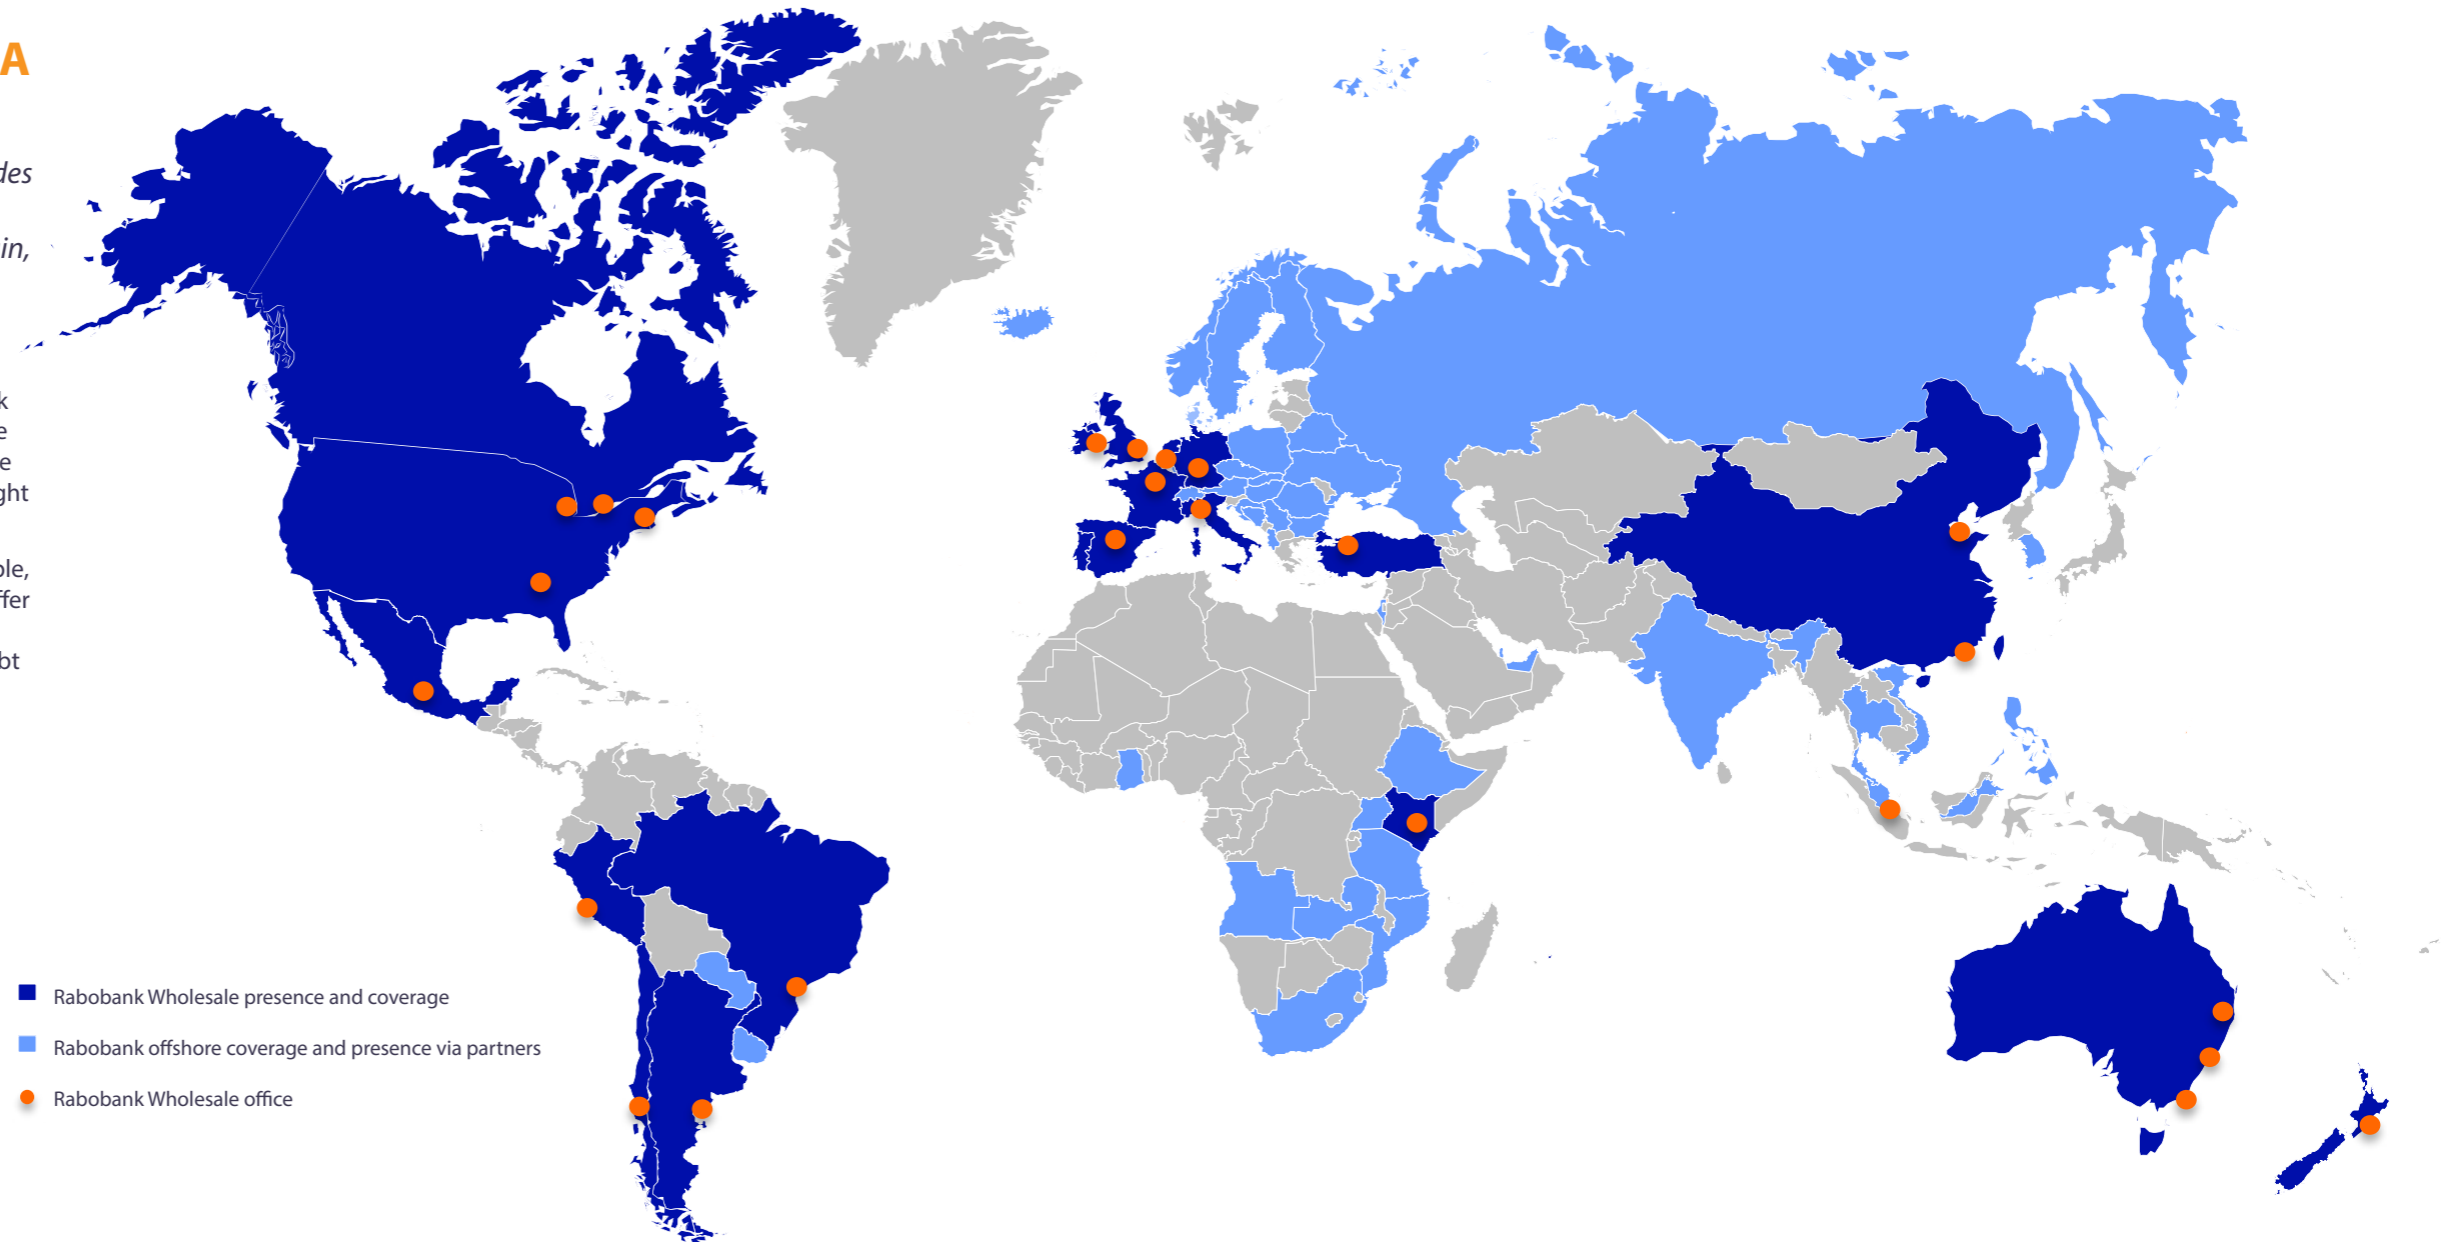 A
des
in,
k
e
e
ght
ble,
ffer
bt
Rabobank Wholesale presence and coverage
Rabobank offshore coverage and presence via partners
Rabobank Wholesale office